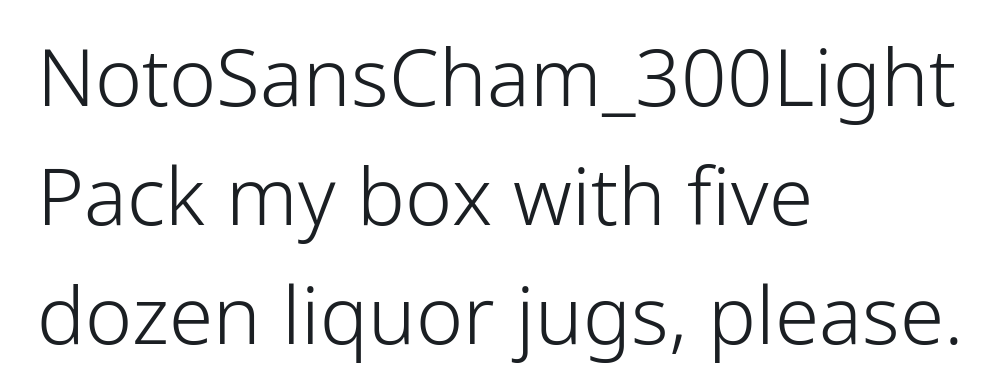 NotoSansCham_300Light
Pack my box with five
dozen liquor jugs, please.